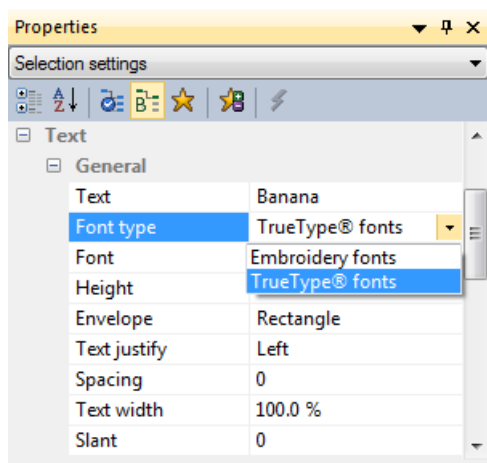 Properties
Selection settings
Text
General
Text Banana
Font type TrueType® fonts
Font Embroidery fonts
Height TrueType® fonts
Envelope Rectangle
Text justify Left
Spacing 0
Text width 100.0 %
Slant 0